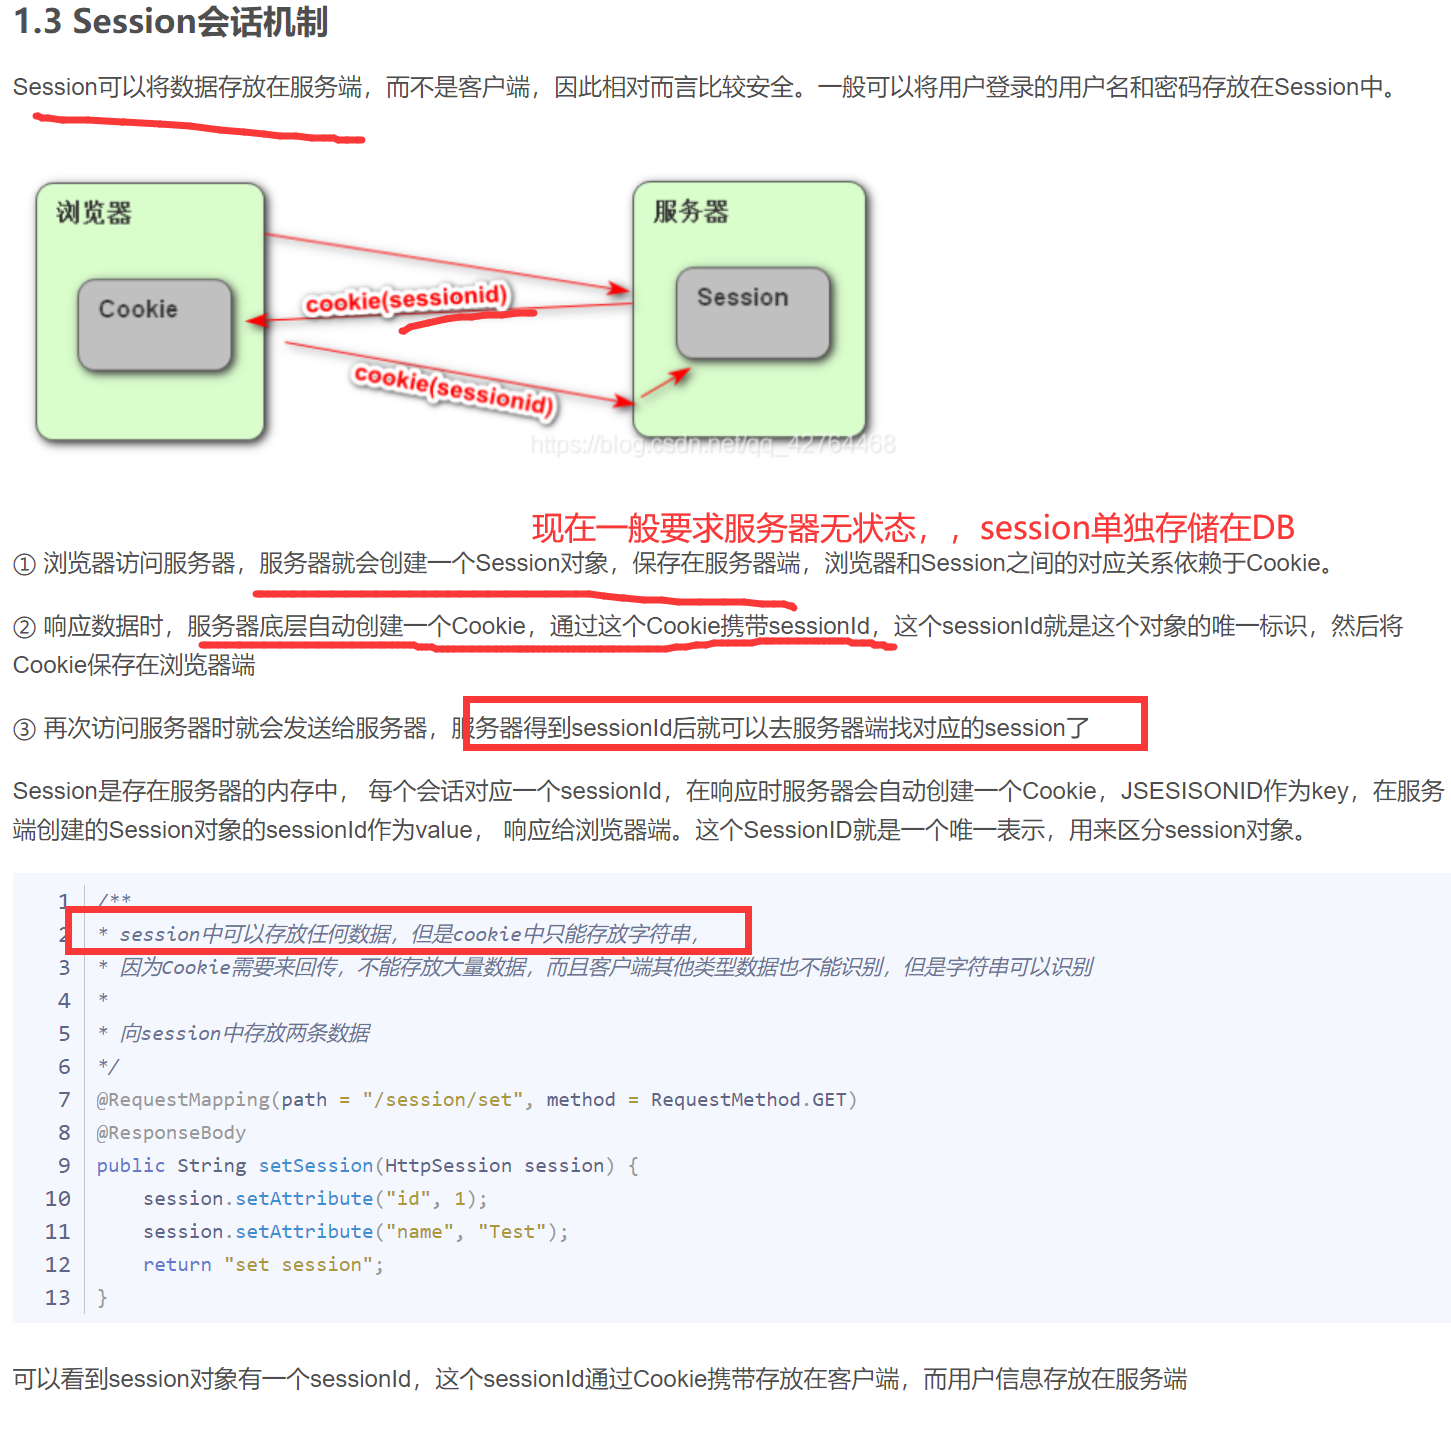 1.3 Session会话机制
Session可以将数据存放在服务端，而不是客户端，因此相对而言比较安全。一般可以将用户登录的用户名和密码存放在Session中。
浏览器
服务器
Cookie
cookie(sessionid)
Session
cookie(sessionid)
https://blog.csdn.net/qq_42764468
现在一般要求服务器无状态，，session单独存储在DB
① 浏览器访问服务器，服务器就会创建一个Session对象，保存在服务器端，浏览器和Session之间的对应关系依赖于Cookie。
② 响应数据时，服务器底层自动创建一个Cookie，通过这个Cookie携带sessionId，这个sessionId就是这个对象的唯一标识，然后将
Cookie保存在浏览器端
③ 再次访问服务器时就会发送给服务器，服务器得到sessionId后就可以去服务器端找对应的session了
Session是存在服务器的内存中， 每个会话对应一个sessionId，在响应时服务器会自动创建一个Cookie，JSESISONID作为key，在服务
端创建的Session对象的sessionId作为value， 响应给浏览器端。这个SessionID就是一个唯一表示，用来区分session对象。
1 /**
2 * session中可以存放任何数据，但是cookie中只能存放字符串，
3 * 因为Cookie需要来回传，不能存放大量数据，而且客户端其他类型数据也不能识别，但是字符串可以识别
4 *
5 * 向session中存放两条数据
6 */
7 @RequestMapping(path = "/session/set", method = RequestMethod.GET)
8 @ResponseBody
9 public String setSession(HttpSession session) {
10     session.setAttribute("id", 1);
11     session.setAttribute("name", "Test");
12     return "set session";
13 }
可以看到session对象有一个sessionId，这个sessionId通过Cookie携带存放在客户端，而用户信息存放在服务端